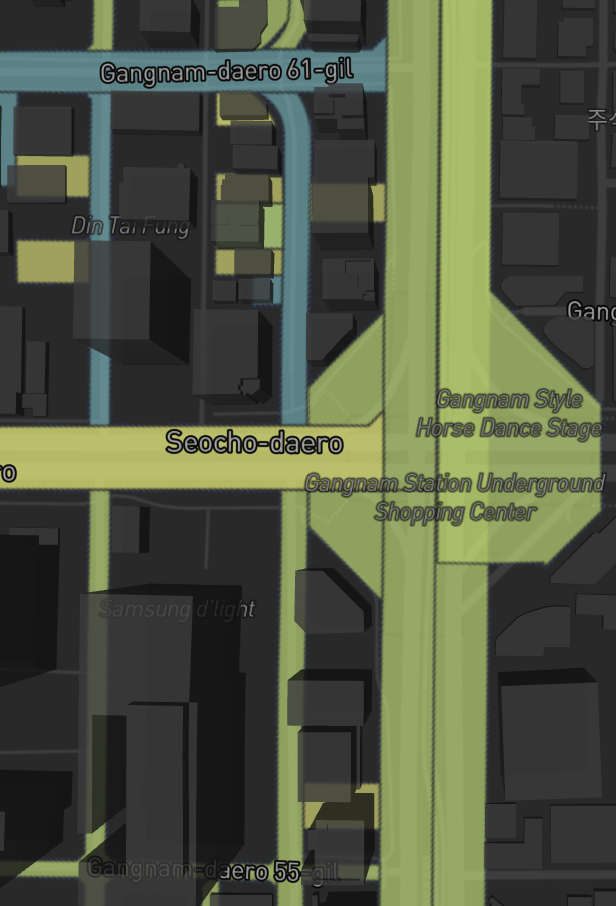 Gangnam-daero 61-gil
주
Din Tai Fung
Gang
Gangnam Style
Horse Dance Stage
Seocho-daero
ro
Gangnam Station Underground
Shopping Center
Samsung d'light
Gangnam-daero 55-gil